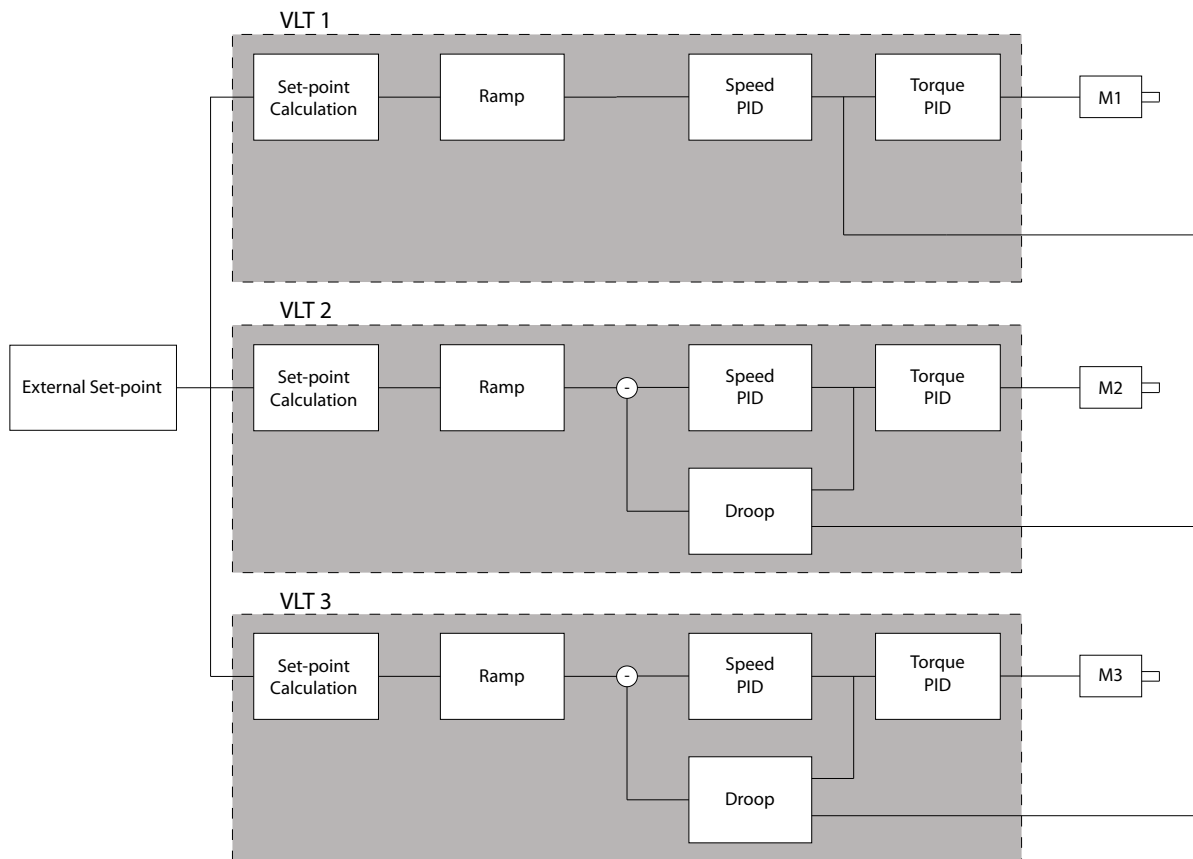 VLT 1
Set-point
Calculation
Ramp
Speed
PID
Torque
PID
M1
VLT 2
External Set-point
Set-point
Calculation
Ramp
-
Speed
PID
Torque
PID
M2
Droop
VLT 3
Set-point
Calculation
Ramp
-
Speed
PID
Torque
PID
M3
Droop